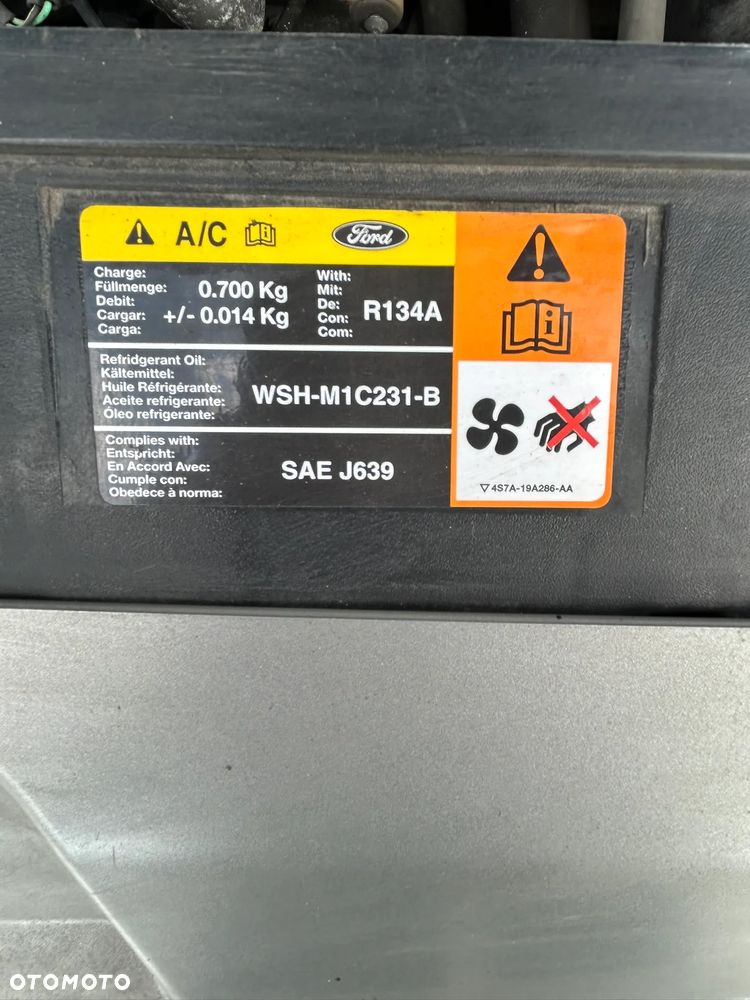 A/C
Ford
Charge:
Füllmenge:
Debit:
Cargar:
Carga:
0.700 Kg
+/- 0.014 Kg
With:
Mit:
De:
Con:
Com:
R134A
Refridgerant Oil:
Kältemittel:
Huile Réfrigérante:
Aceite refrigerante:
Óleo refrigerante:
WSH-M1C231-B
Complies with:
Entspricht:
En Accord Avec:
Cumple con:
Obedece à norma:
SAE J639
4S7A-19A286-AA
OTOMOTO